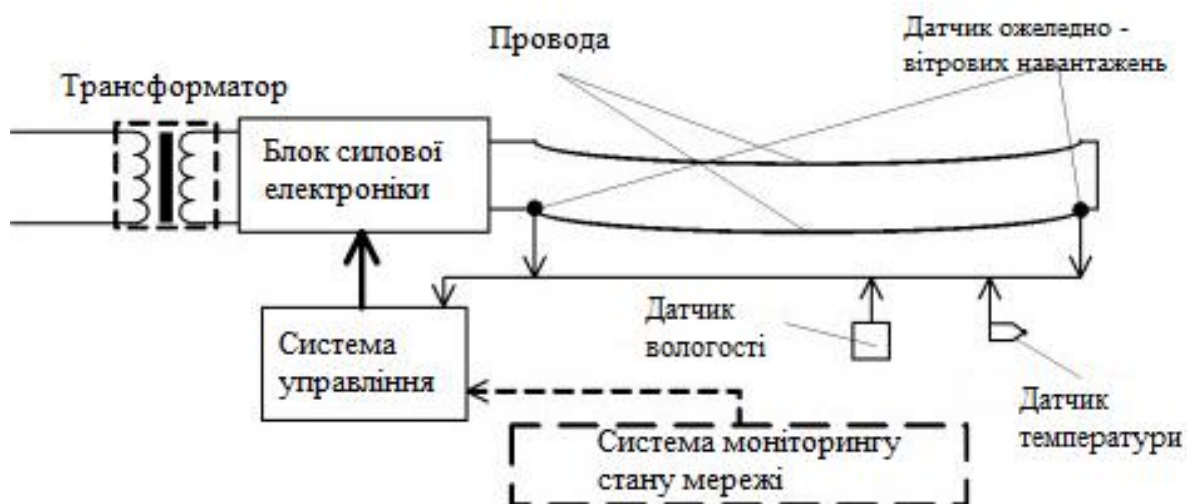 Провода
Датчик ожеледно -
вітрових навантажень
Трансформатор
Блок силової
електроніки
Система
управління
Датчик
вологості
Датчик
температури
Система моніторингу
стану мережі